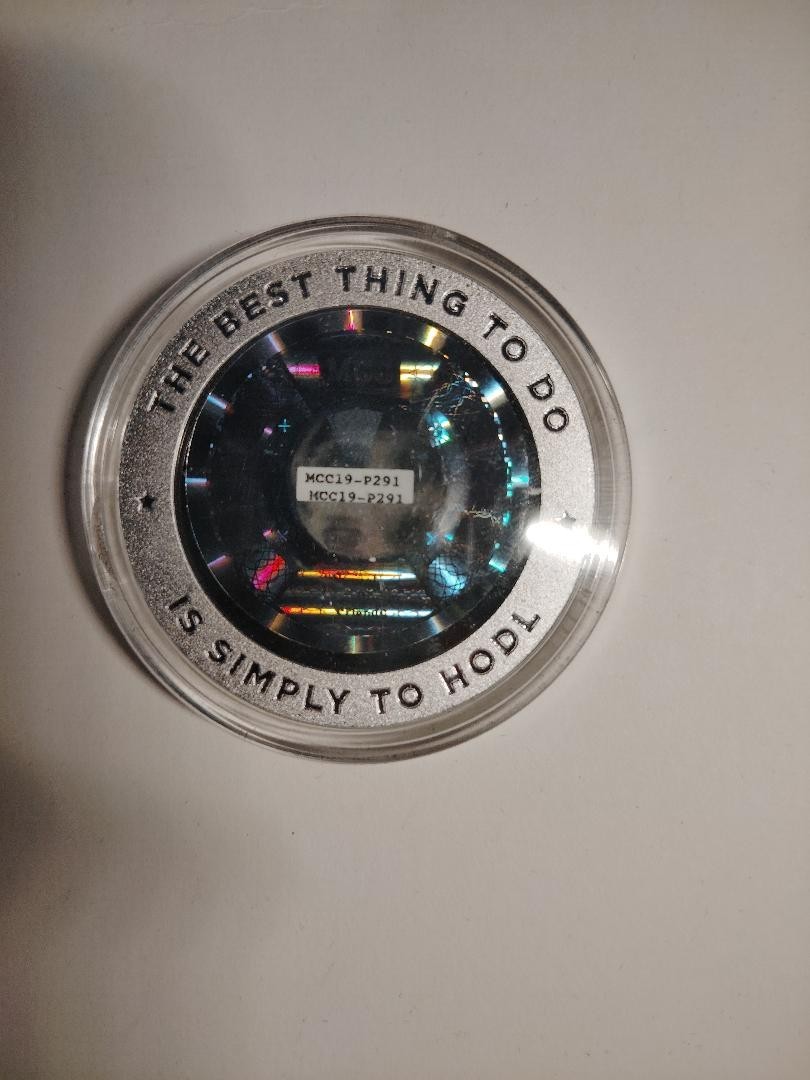 THE BEST THING TO DO
MCC19-P291
MCC19-P291
IS SIMPLY TO HODL